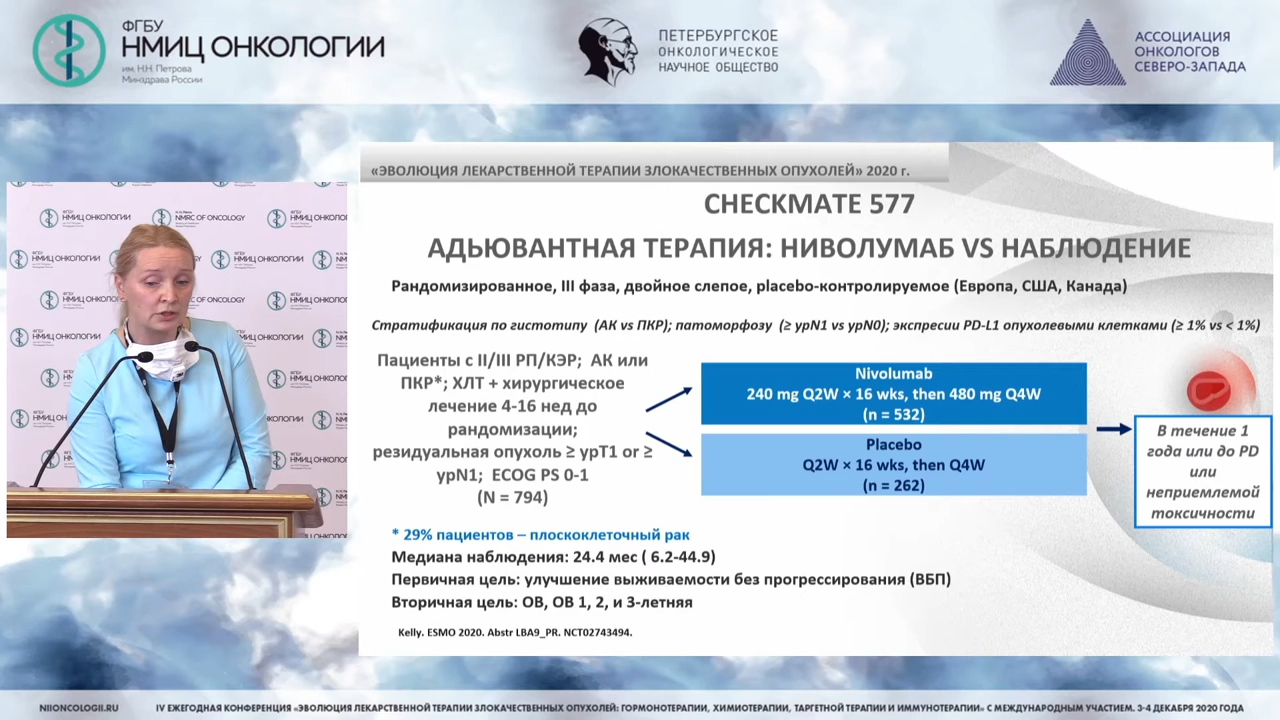 ФГБУ
НМИЦ ОНКОЛОГИИ
им. Н.Н. Петрова
Минздрава России
ПЕТЕРБУРГСКОЕ
ОНКОЛОГИЧЕСКОЕ
НАУЧНОЕ ОБЩЕСТВО
АССОЦИАЦИЯ
ОНКОЛОГОВ
СЕВЕРО-ЗАПАДА
«ЭВОЛЮЦИЯ ЛЕКАРСТВЕННОЙ ТЕРАПИИ ЗЛОКАЧЕСТВЕННЫХ ОПУХОЛЕЙ» 2020 г.
CHECKMATE 577
АДЬЮВАНТНАЯ ТЕРАПИЯ: НИВОЛУМАБ VS НАБЛЮДЕНИЕ
Рандомизированное, III фаза, двойное слепое, placebo-контролируемое (Европа, США, Канада)
Стратификация по гистотипу (АК vs ПКР); патоморфозу (≥ ypN1 vs ypN0); экспресии PD-L1 опухолевыми клетками (≥ 1% vs < 1%)
Пациенты с II/III РП/КЭР; АК или
ПКР*; ХЛТ + хирургическое
лечение 4-16 нед до
рандомизации;
резидуальная опухоль ≥ ypT1 or ≥
ypN1; ECOG PS 0-1
(N = 794)
Nivolumab
240 mg Q2W × 16 wks, then 480 mg Q4W
(n = 532)
Placebo
Q2W × 16 wks, then Q4W
(n = 262)
В течение 1
года или до PD
или
неприемлемой
токсичности
* 29% пациентов – плоскоклеточный рак
Медиана наблюдения: 24.4 мес ( 6.2-44.9)
Первичная цель: улучшение выживаемости без прогрессирования (ВБП)
Вторичная цель: ОВ, ОВ 1, 2, и 3-летняя
Kelly. ESMO 2020. Abstr LBA9_PR. NCT02743494.
ФГБУ
НМИЦ ОНКОЛОГИИ
NMRC OF ONCOLOGY
НМИЦ ОНКОЛОГИИ
NIIONCOLOGII.RU
IV ЕЖЕГОДНАЯ КОНФЕРЕНЦИЯ «ЭВОЛЮЦИЯ ЛЕКАРСТВЕННОЙ ТЕРАПИИ ЗЛОКАЧЕСТВЕННЫХ ОПУХОЛЕЙ: ГОРМОНОТЕРАПИИ, ХИМИОТЕРАПИИ, ТАРГЕТНОЙ ТЕРАПИИ И ИММУНОТЕРАПИИ» С МЕЖДУНАРОДНЫМ УЧАСТИЕМ. 3-4 ДЕКАБРЯ 2020 ГОДА